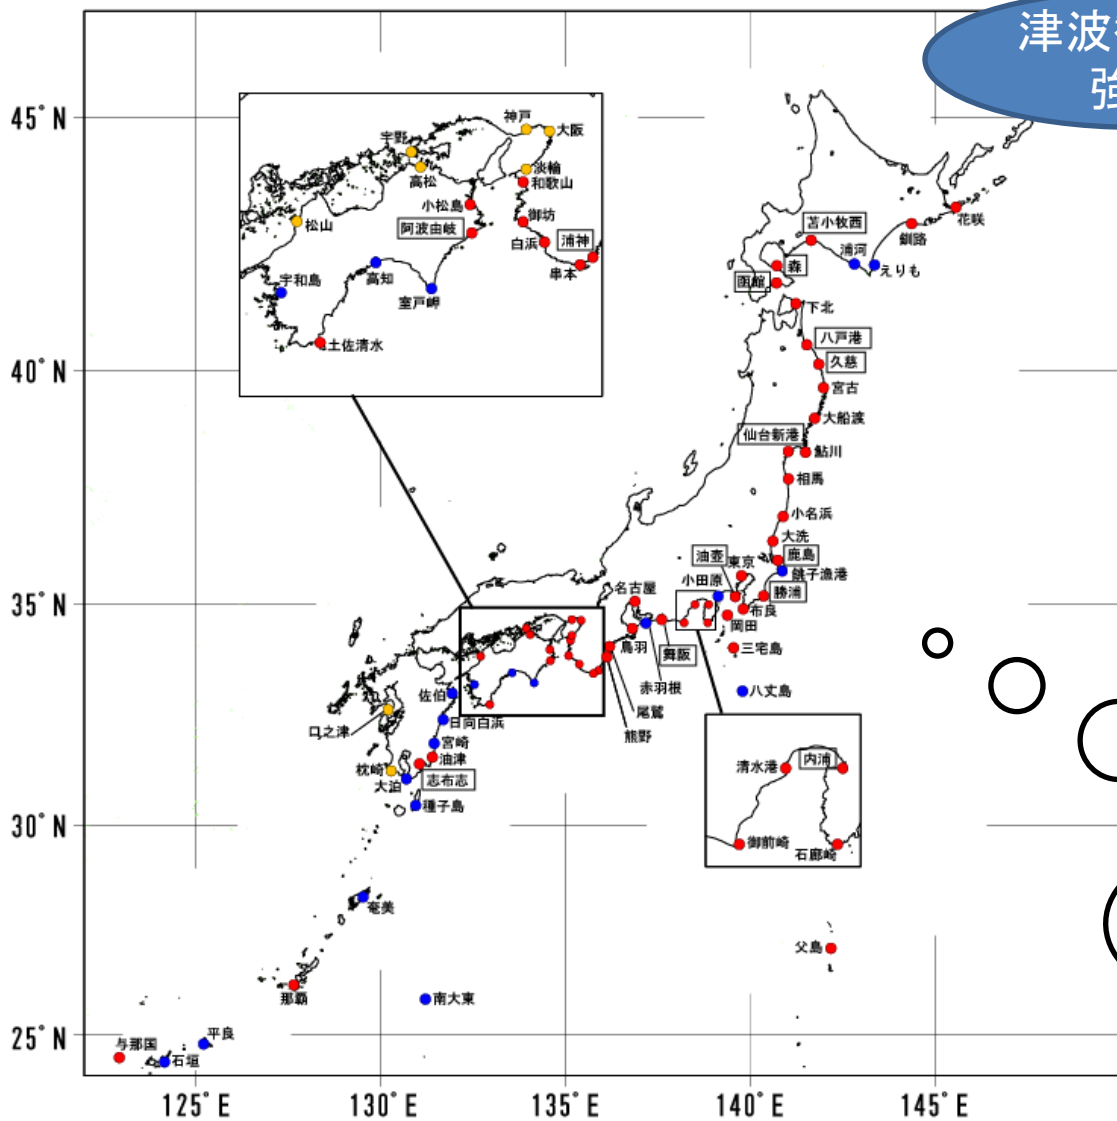 津波
強
45°N
40°N
35°N
30°N
25°N
125°E
130°E
135°E
140°E
145°E
神戸
大阪
宇野
淡輪
高松
和歌山
小松島
御坊
松山
阿波由岐
白浜
浦神
串本
高知
宇和島
室戸岬
土佐清水
花咲
苫小牧西
釧路
浦河
えりも
森
函館
下北
八戸港
久慈
宮古
大船渡
仙台新港
鮎川
相馬
小名浜
大洗
鹿島
油壺
東京
銚子漁港
小田原
勝浦
名古屋
布良
岡田
鳥羽
舞阪
三宅島
赤羽根
八丈島
尾鷲
熊野
佐伯
日向白浜
口之津
宮崎
油津
枕崎
志布志
大泊
種子島
清水港
内浦
御前崎
石廊崎
奄美
父島
那覇
南大東
平良
与那国
石垣